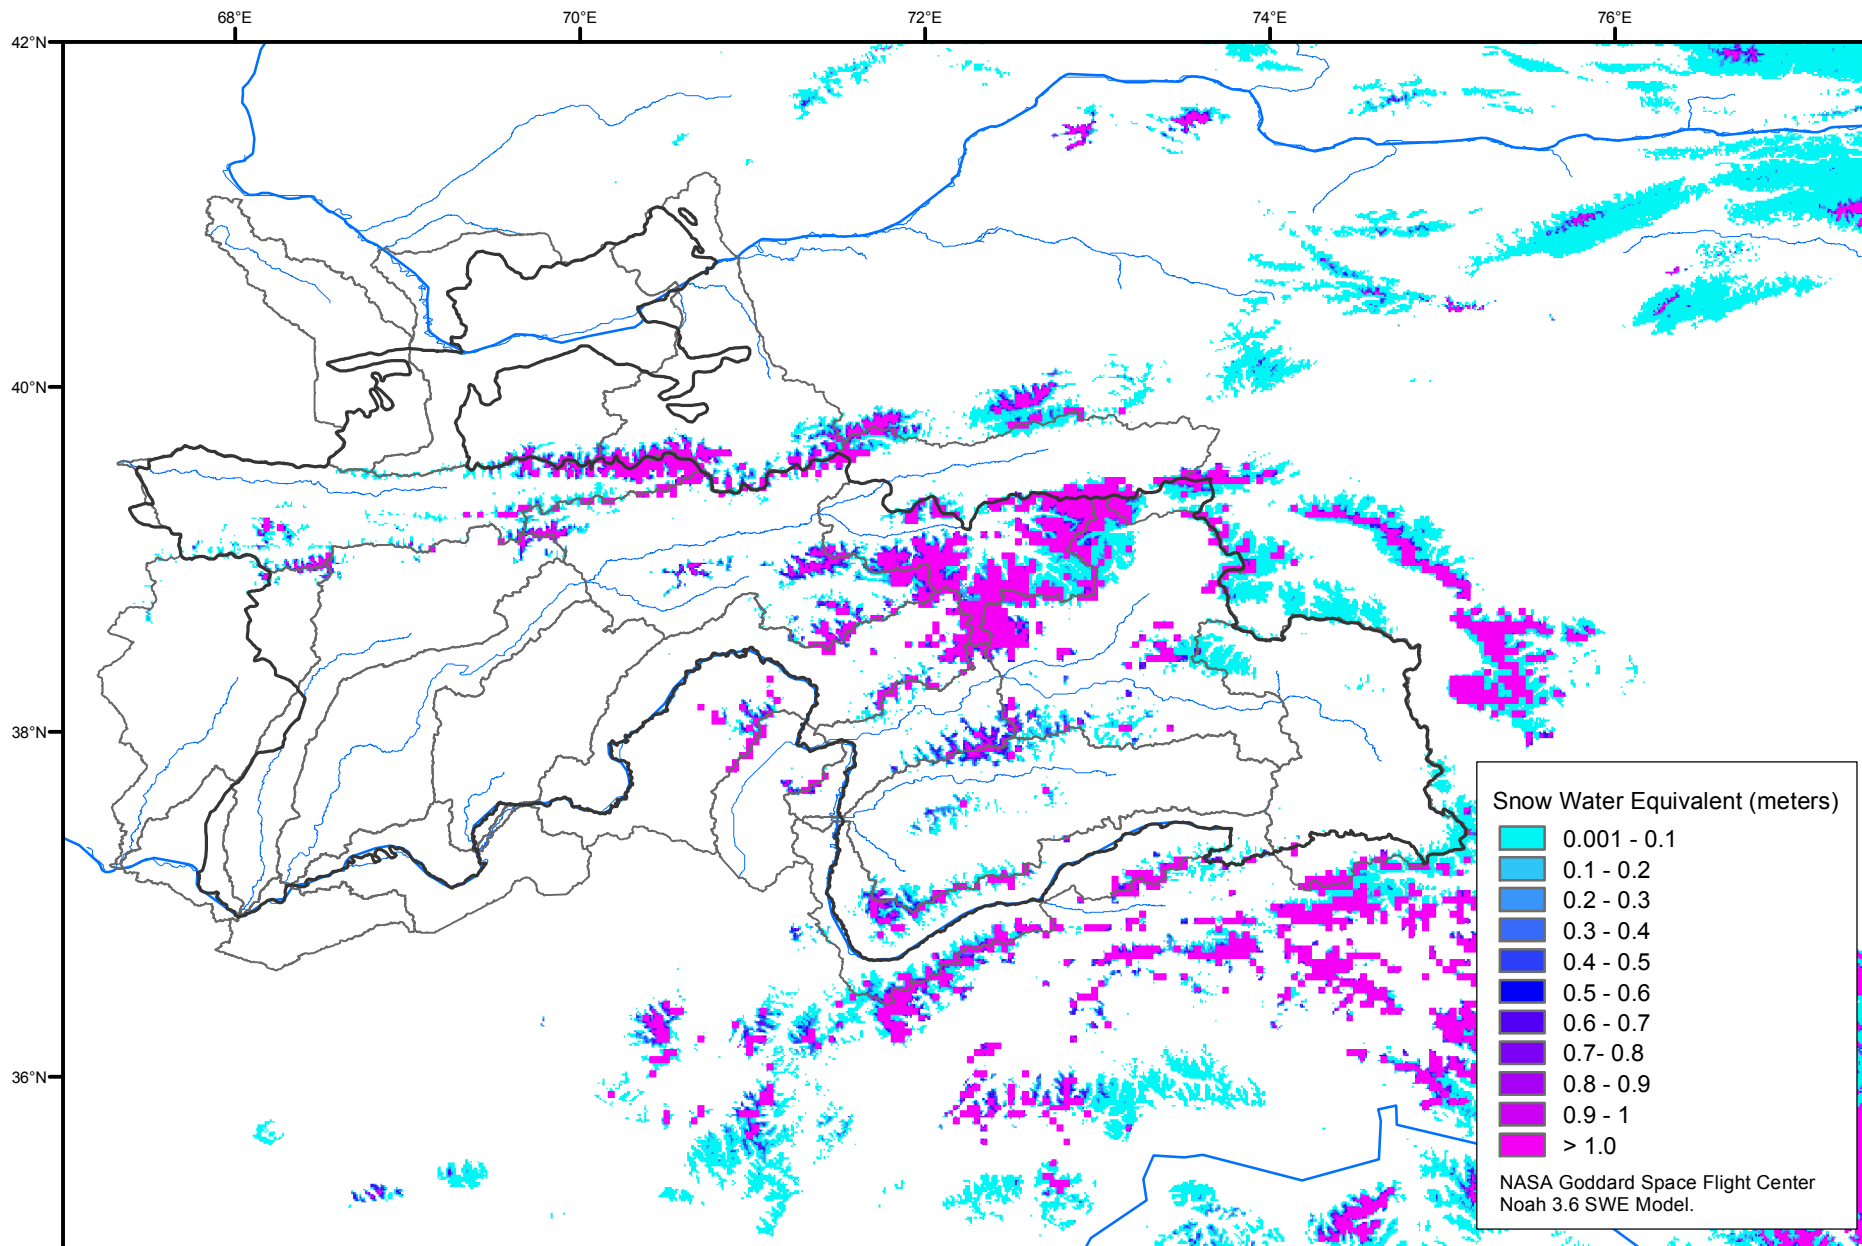 68°E 70°E 72°E 74°E 76°E
42°N
40°N
38°N
36°N
Snow Water Equivalent (meters)
0.001 - 0.1
0.1 - 0.2
0.2 - 0.3
0.3 - 0.4
0.4 - 0.5
0.5 - 0.6
0.6 - 0.7
0.7- 0.8
0.8 - 0.9
0.9 - 1
> 1.0
NASA Goddard Space Flight Center
Noah 3.6 SWE Model.